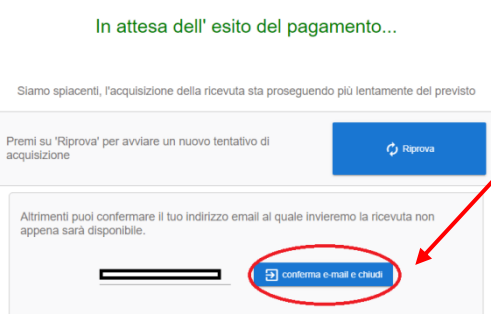 In attesa dell' esito del pagamento...
Siamo spiacenti, l'acquisizione della ricevuta sta proseguendo più lentamente del previsto
Premi su 'Riprova' per avviare un nuovo tentativo di
acquisizione
Riprova
Altrimenti puoi confermare il tuo indirizzo email al quale invieremo la ricevuta non
appena sarà disponibile.
conferma e-mail e chiudi